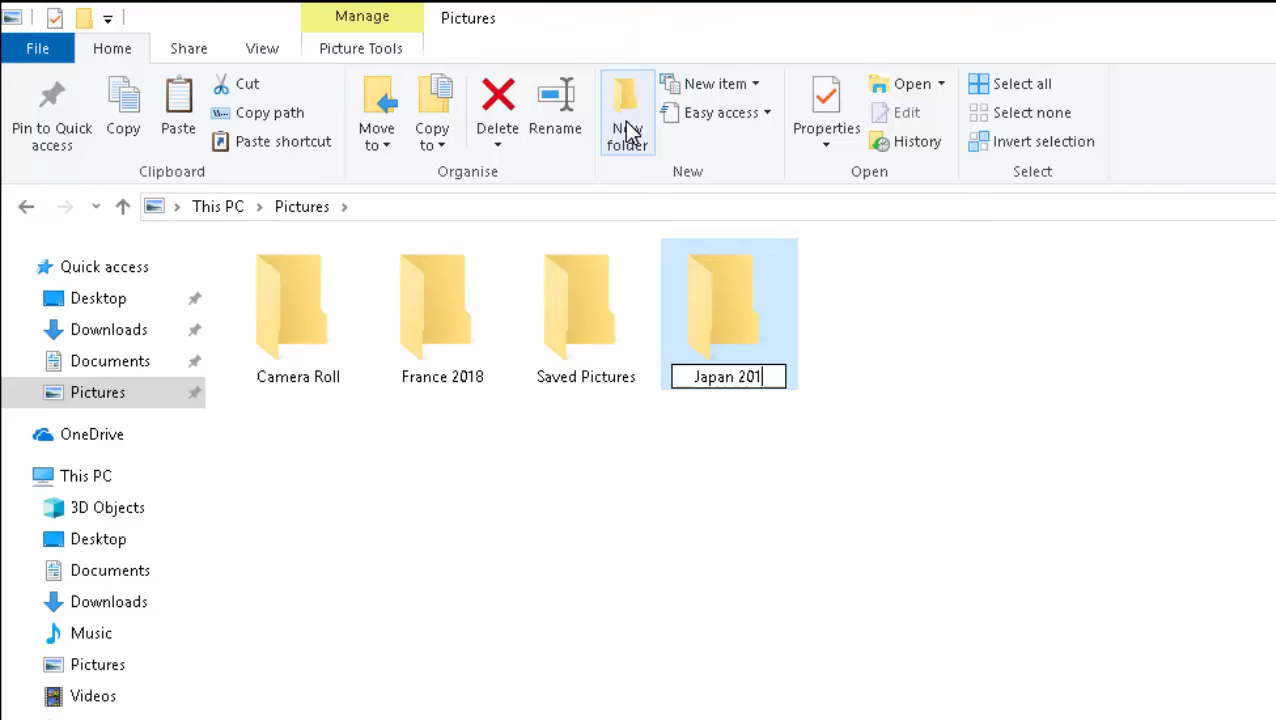 Manage
Pictures
File
Home
Share
View
Picture Tools
Pin to Quick
access
Copy
Paste
Cut
Copy path
Paste shortcut
Clipboard
Move
to
Copy
to
Delete
Rename
Organise
New
folder
New item
Easy access
New
Properties
Open
Edit
History
Open
Select all
Select none
Invert selection
Select
This PC
Pictures
Quick access
Desktop
Downloads
Documents
Pictures
OneDrive
This PC
3D Objects
Desktop
Documents
Downloads
Music
Pictures
Videos
Camera Roll
France 2018
Saved Pictures
Japan 201